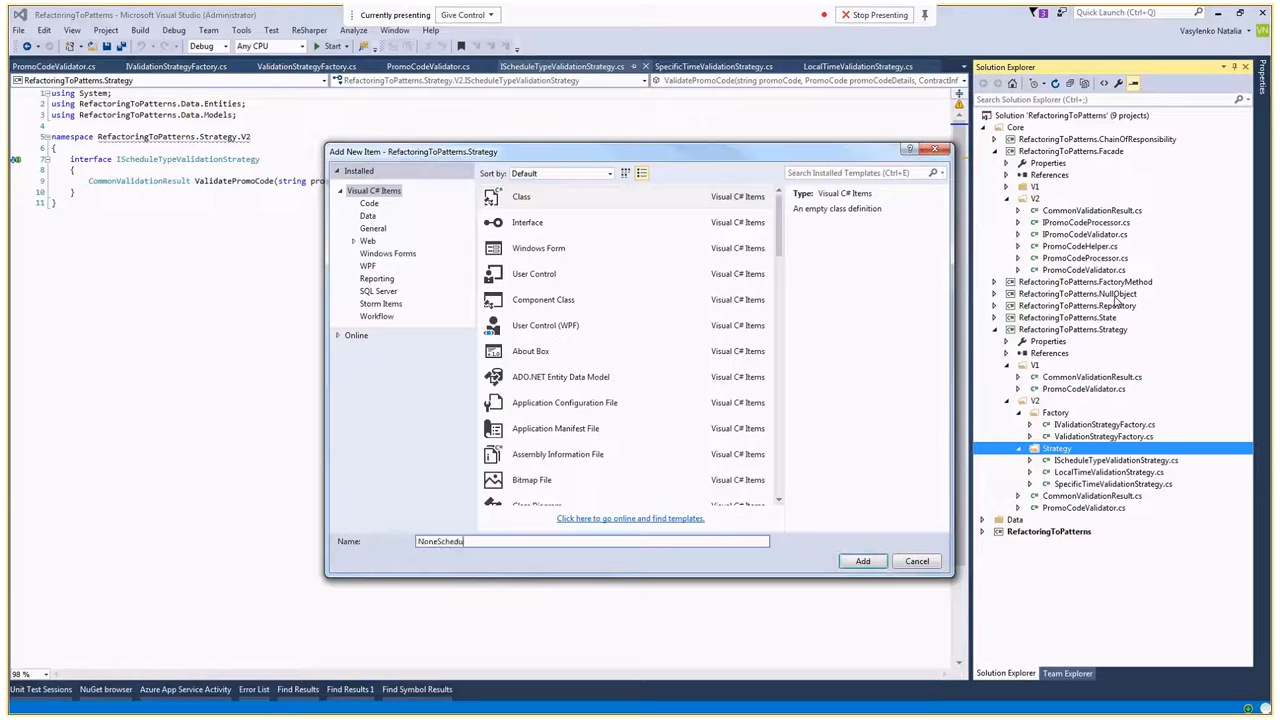 RefactoringToPatterns - Microsoft Visual Studio (Administrator)
Currently presenting
Give Control
Stop Presenting
3
Quick Launch (Ctrl+;)
File Edit View Project Build Debug Team Tools Test ReSharper Analyze Window Help
Vasylenko Natalia VN
Debug Any CPU Start
PromoCodeValidator.cs IValidationStrategyFactory.cs ValidationStrategyFactory.cs PromoCodeValidator.cs IScheduleTypeValidationStrategy.cs SpecificTimeValidationStrategy.cs LocalTimeValidationStrategy.cs
RefactoringToPatterns.Strategy RefactoringToPatterns.Strategy.V2.IScheduleTypeValidationStrategy ValidatePromoCode(string promoCode, PromoCode promoCodeDetails, ContractInf
1 using System;
2 using RefactoringToPatterns.Data.Entities;
3 using RefactoringToPatterns.Data.Models;
4
5 namespace RefactoringToPatterns.Strategy.V2
6 {
7 interface IScheduleTypeValidationStrategy
8 {
9 CommonValidationResult ValidatePromoCode(string pro
10 }
11 }
Add New Item - RefactoringToPatterns.Strategy
Installed
Visual C# Items
Code
Data
General
Web
Windows Forms
WPF
Reporting
SQL Server
Storm Items
Workflow
Online
Sort by: Default
Class Visual C# Items
Interface Visual C# Items
Windows Form Visual C# Items
User Control Visual C# Items
Component Class Visual C# Items
User Control (WPF) Visual C# Items
About Box Visual C# Items
ADO.NET Entity Data Model Visual C# Items
Application Configuration File Visual C# Items
Application Manifest File Visual C# Items
Assembly Information File Visual C# Items
Bitmap File Visual C# Items
Click here to go online and find templates.
Search Installed Templates (Ctrl+E)
Type: Visual C# Items
An empty class definition
Name: NoneSchedu
Add Cancel
Solution Explorer
Search Solution Explorer (Ctrl+;)
Solution 'RefactoringToPatterns' (9 projects)
Core
RefactoringToPatterns.ChainOfResponsibility
RefactoringToPatterns.Facade
Properties
References
V1
V2
CommonValidationResult.cs
IPromoCodeProcessor.cs
IPromoCodeValidator.cs
PromoCodeHelper.cs
PromoCodeProcessor.cs
PromoCodeValidator.cs
RefactoringToPatterns.FactoryMethod
RefactoringToPatterns.NullObject
RefactoringToPatterns.Repository
RefactoringToPatterns.State
RefactoringToPatterns.Strategy
Properties
References
V1
CommonValidationResult.cs
PromoCodeValidator.cs
V2
Factory
IValidationStrategyFactory.cs
ValidationStrategyFactory.cs
Strategy
IScheduleTypeValidationStrategy.cs
LocalTimeValidationStrategy.cs
SpecificTimeValidationStrategy.cs
CommonValidationResult.cs
PromoCodeValidator.cs
Data
RefactoringToPatterns
Properties
98 %
Solution Explorer Team Explorer
Unit Test Sessions NuGet browser Azure App Service Activity Error List Find Results Find Results 1 Find Symbol Results